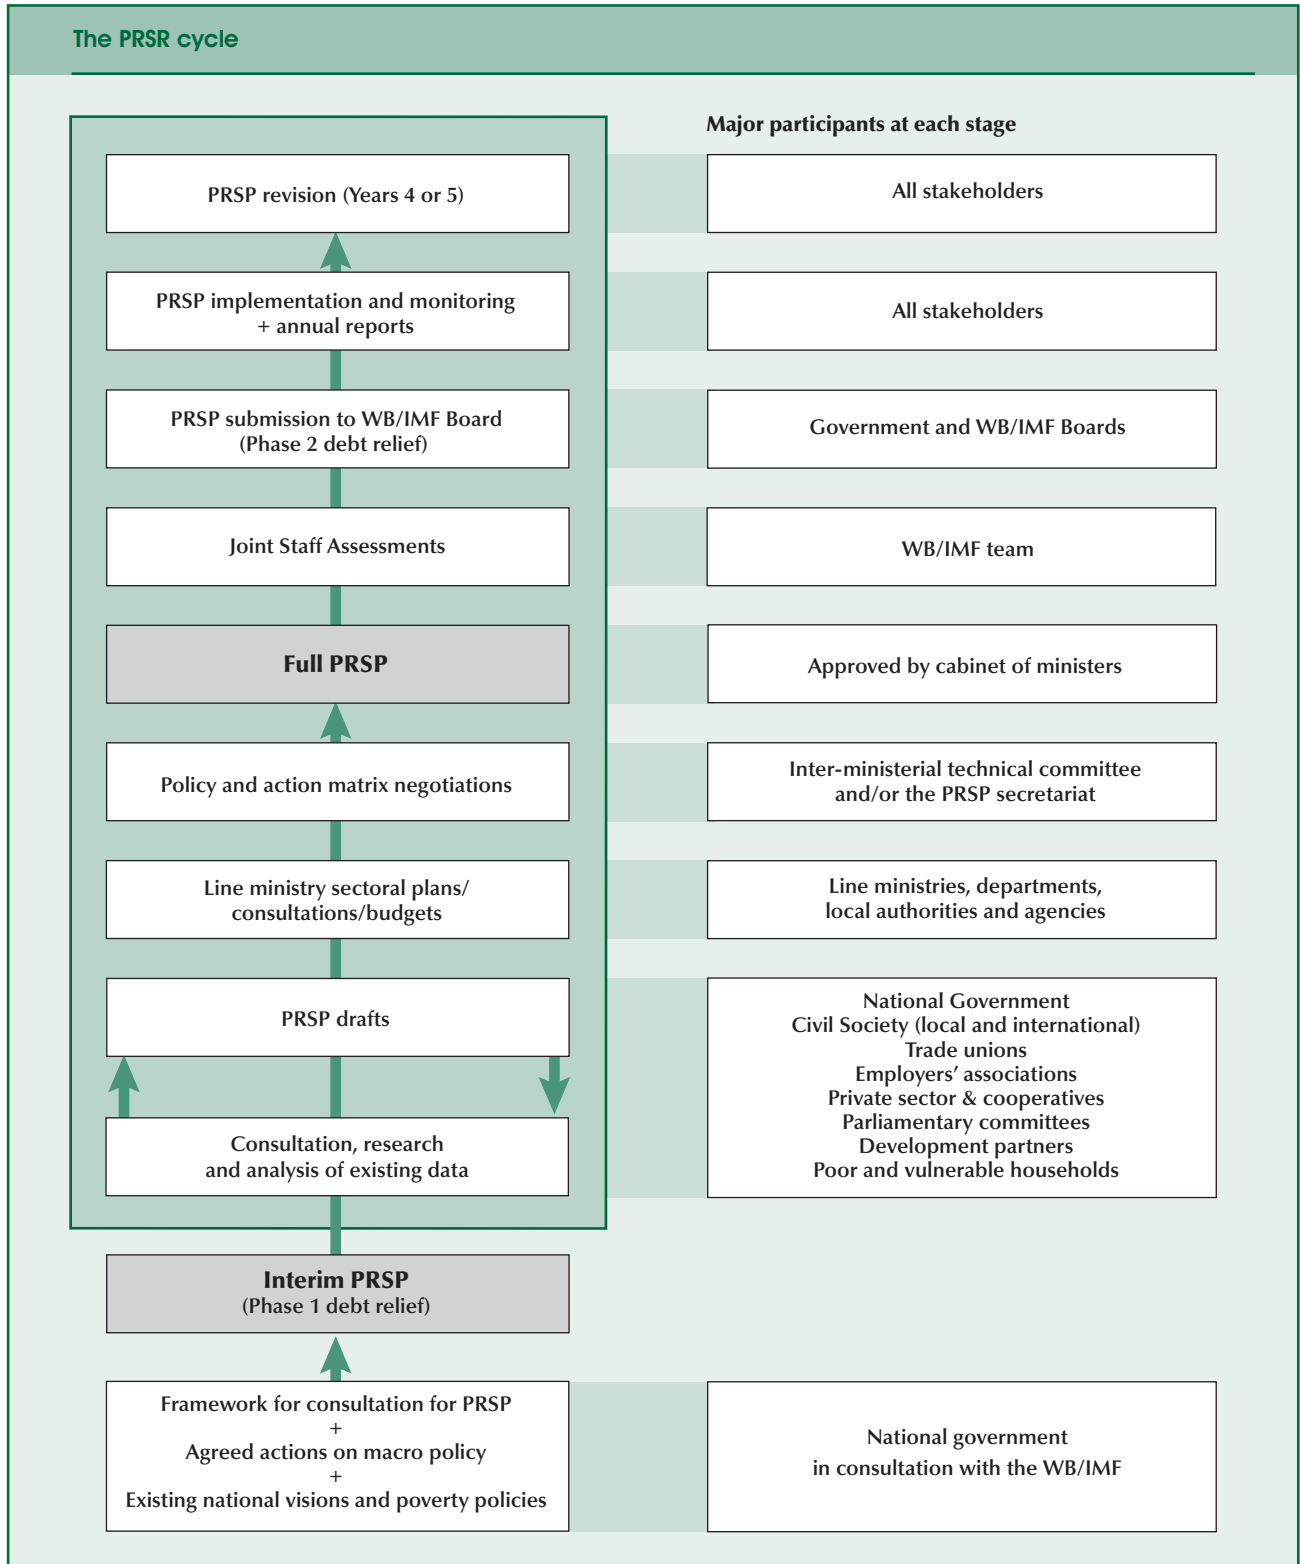 The PRSR cycle
Major participants at each stage
PRSP revision (Years 4 or 5)
All stakeholders
PRSP implementation and monitoring
+ annual reports
All stakeholders
PRSP submission to WB/IMF Board
(Phase 2 debt relief)
Government and WB/IMF Boards
Joint Staff Assessments
WB/IMF team
Full PRSP
Approved by cabinet of ministers
Policy and action matrix negotiations
Inter-ministerial technical committee
and/or the PRSP secretariat
Line ministry sectoral plans/
consultations/budgets
Line ministries, departments,
local authorities and agencies
PRSP drafts
Consultation, research
and analysis of existing data
National Government
Civil Society (local and international)
Trade unions
Employers’ associations
Private sector & cooperatives
Parliamentary committees
Development partners
Poor and vulnerable households
Interim PRSP
(Phase 1 debt relief)
Framework for consultation for PRSP
+
Agreed actions on macro policy
+
Existing national visions and poverty policies
National government
in consultation with the WB/IMF